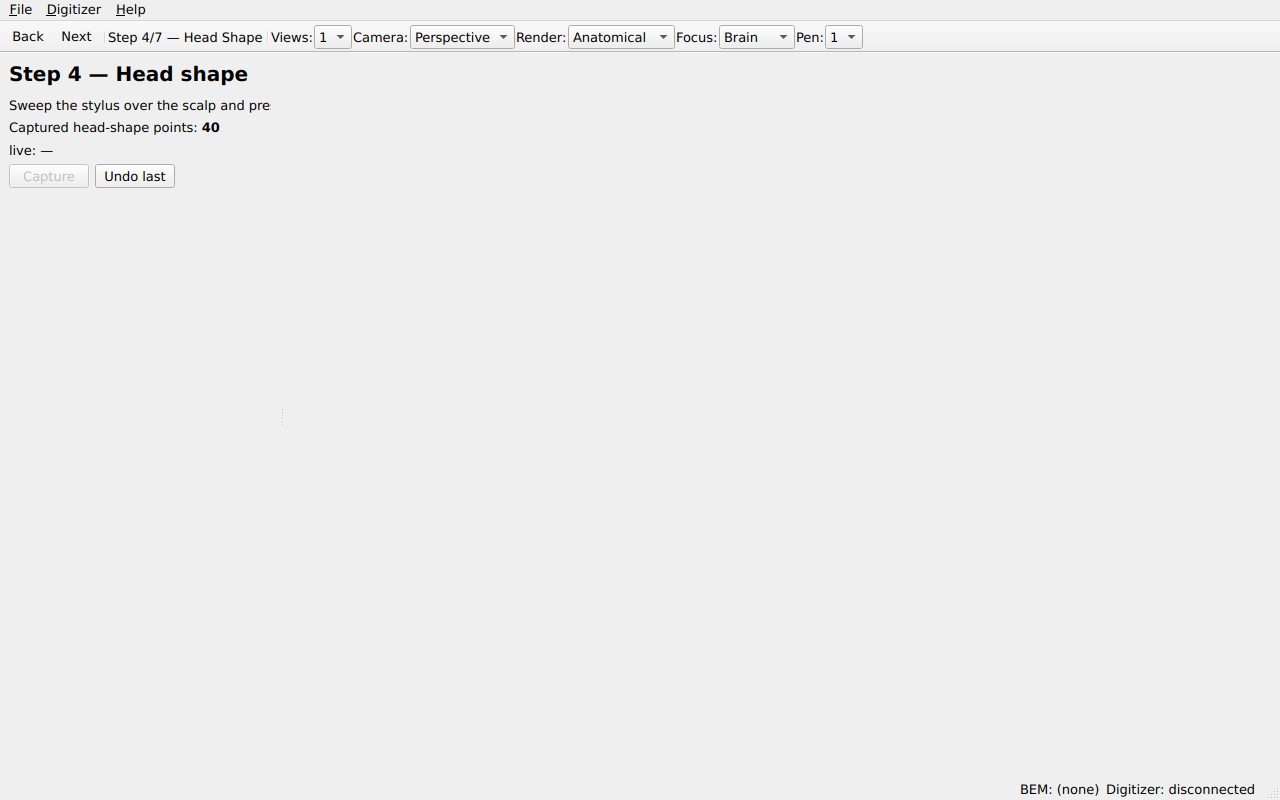 File Digitizer Help
Back Next Step 4/7 — Head Shape Views: 1 Camera: Perspective Render: Anatomical Focus: Brain Pen: 1
Step 4 — Head shape
Sweep the stylus over the scalp and pre
Captured head-shape points: 40
live: —
Capture Undo last
BEM: (none) Digitizer: disconnected